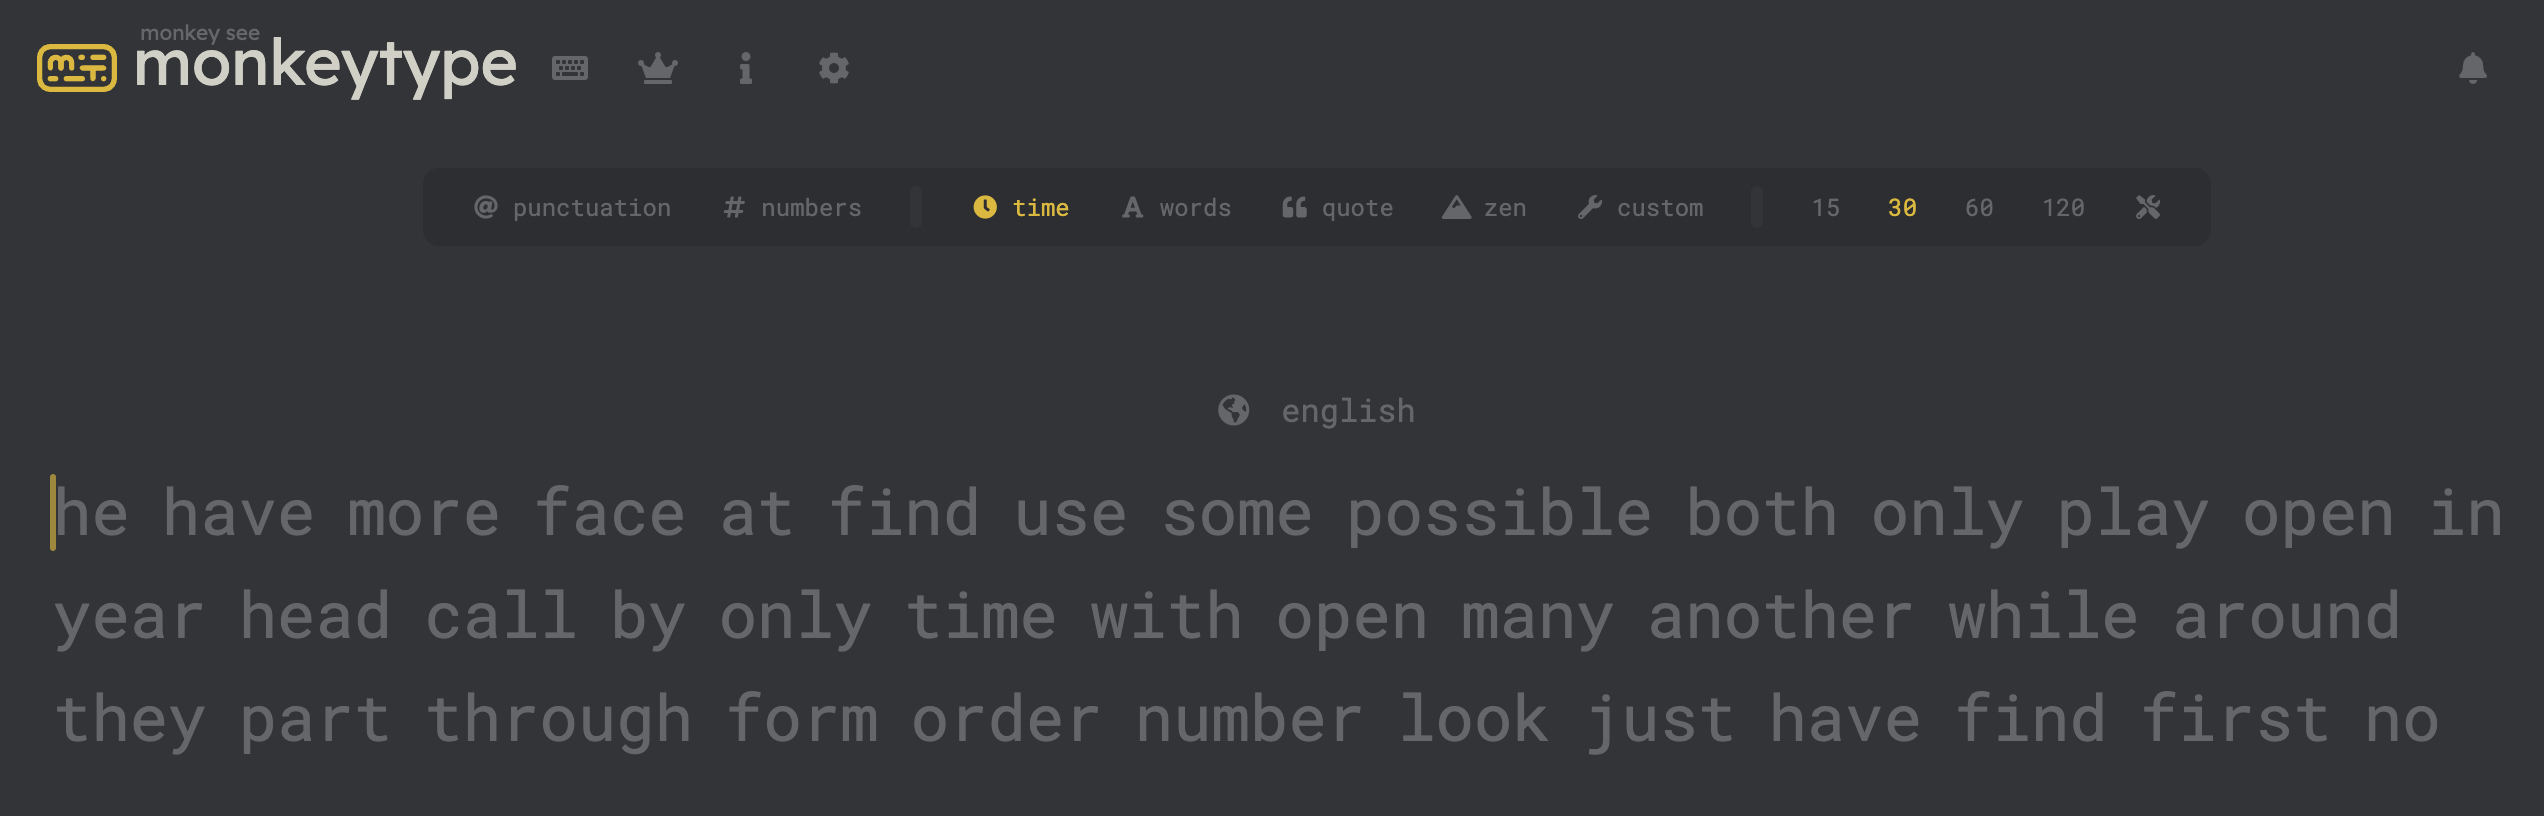 monkey see
monkeytype
@ punctuation # numbers time A words quote zen custom 15 30 60 120
english
he have more face at find use some possible both only play open in
year head call by only time with open many another while around
they part through form order number look just have find first no